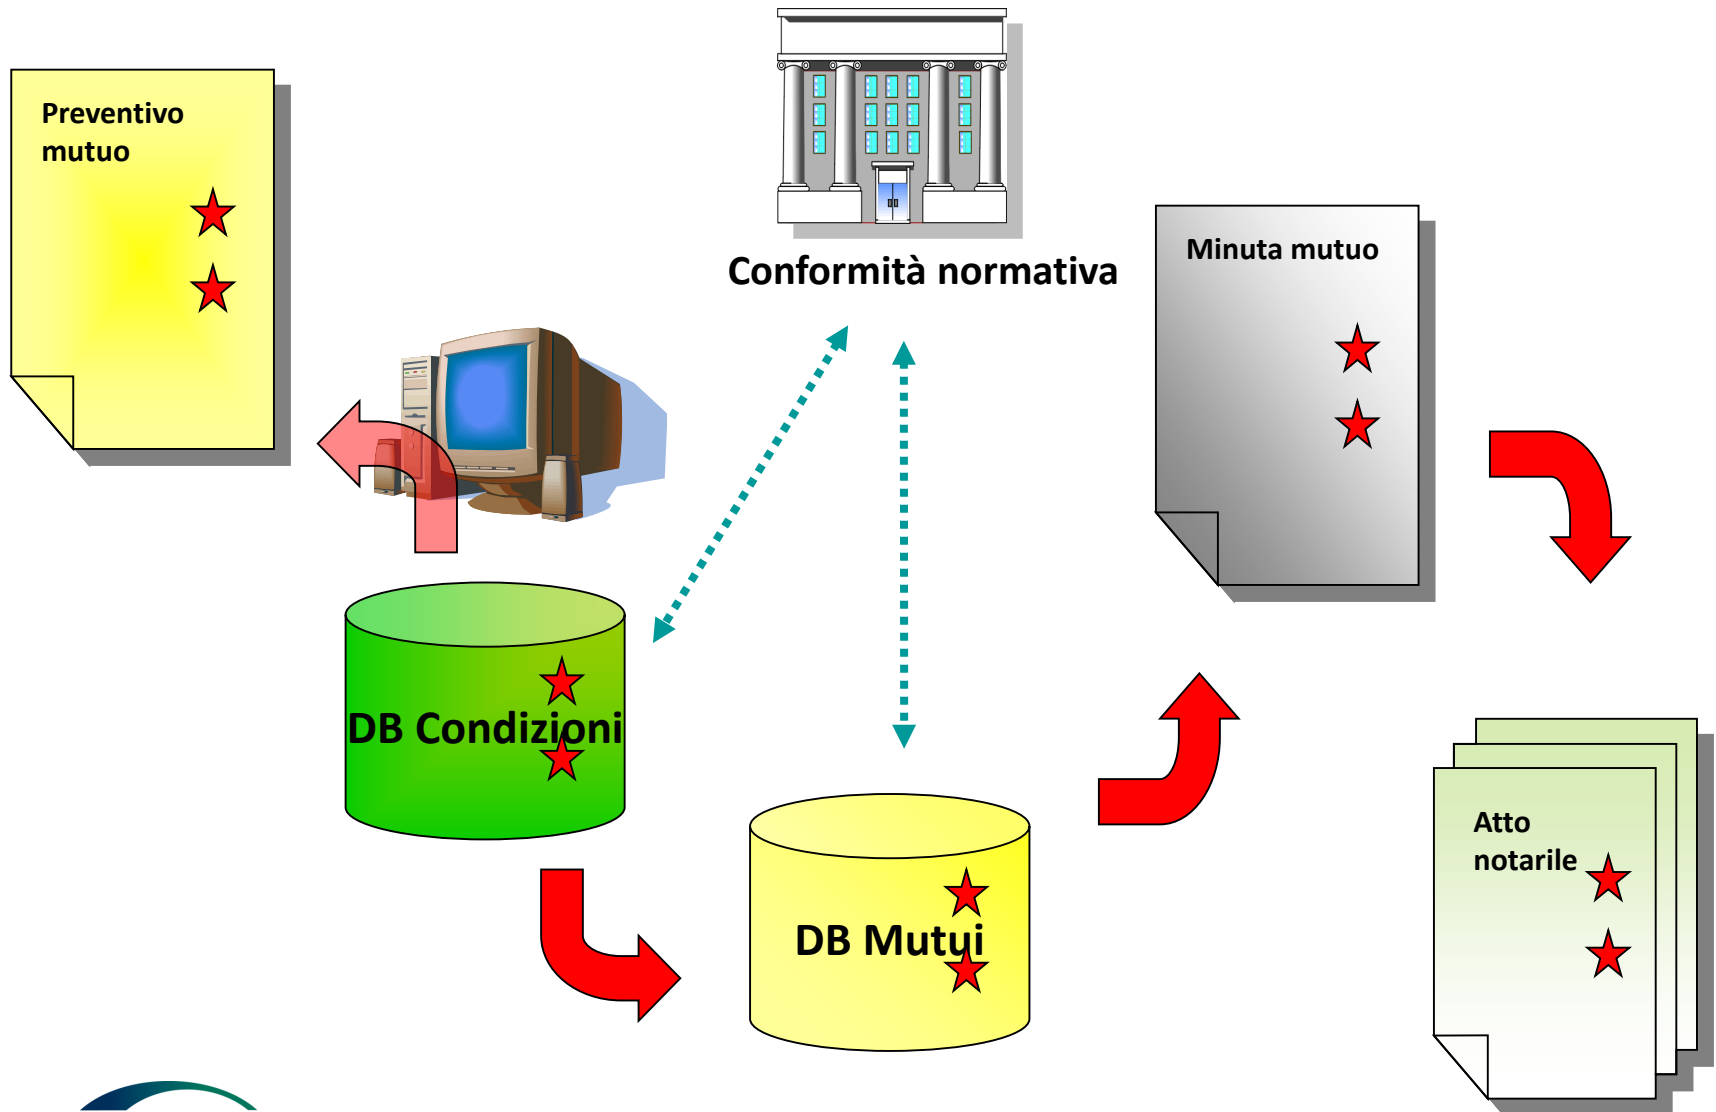 Preventivo
mutuo
Conformità normativa
Minuta mutuo
DB Condizioni
DB Mutui
Atto
notarile